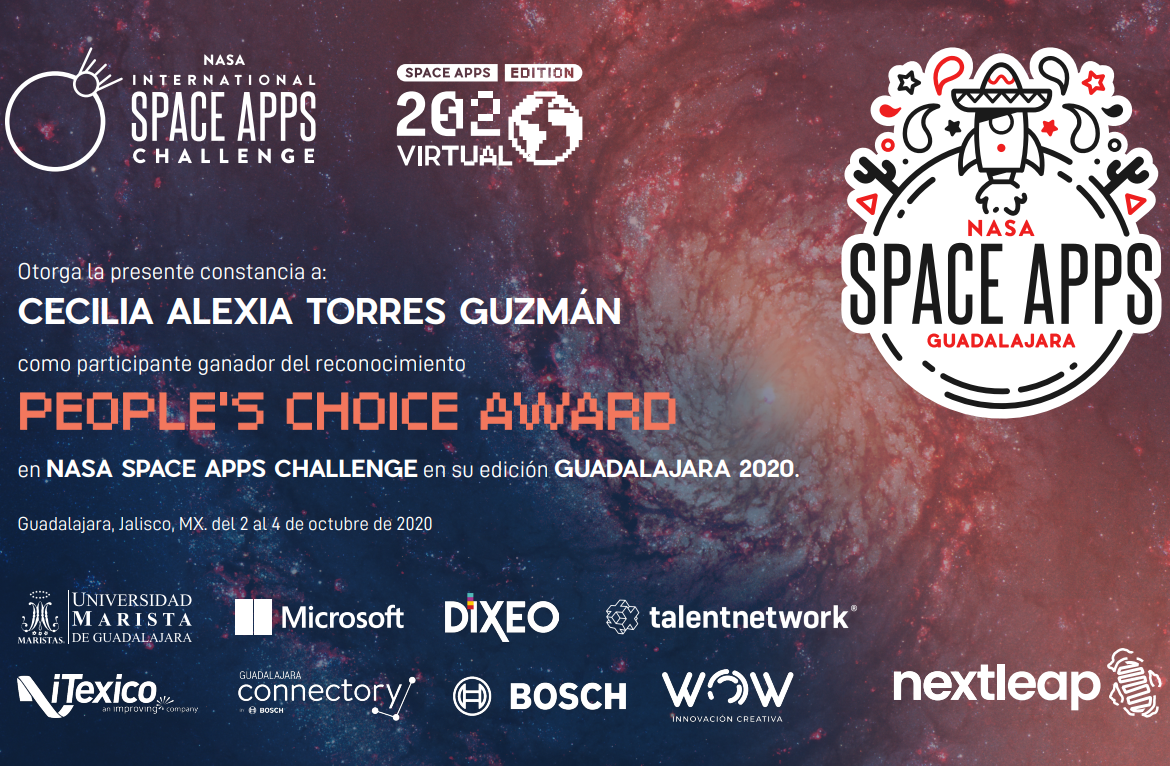 NASA
INTERNATIONAL
SPACE APPS
CHALLENGE
SPACE APPS EDITION
2020
VIRTUAL
NASA
SPACE APPS
GUADALAJARA
Otorga la presente constancia a:
CECILIA ALEXIA TORRES GUZMÁN
como participante ganador del reconocimiento
PEOPLE'S CHOICE AWARD
en NASA SPACE APPS CHALLENGE en su edición GUADALAJARA 2020.
Guadalajara, Jalisco, MX. del 2 al 4 de octubre de 2020
MARISTAS
UNIVERSIDAD
MARISTA
DE GUADALAJARA
Microsoft
DIXEO
talentnetwork®
iTexico
an improving company
GUADALAJARA
connectory
BY BOSCH
BOSCH
WOW
INNOVACIÓN CREATIVA
nextleap